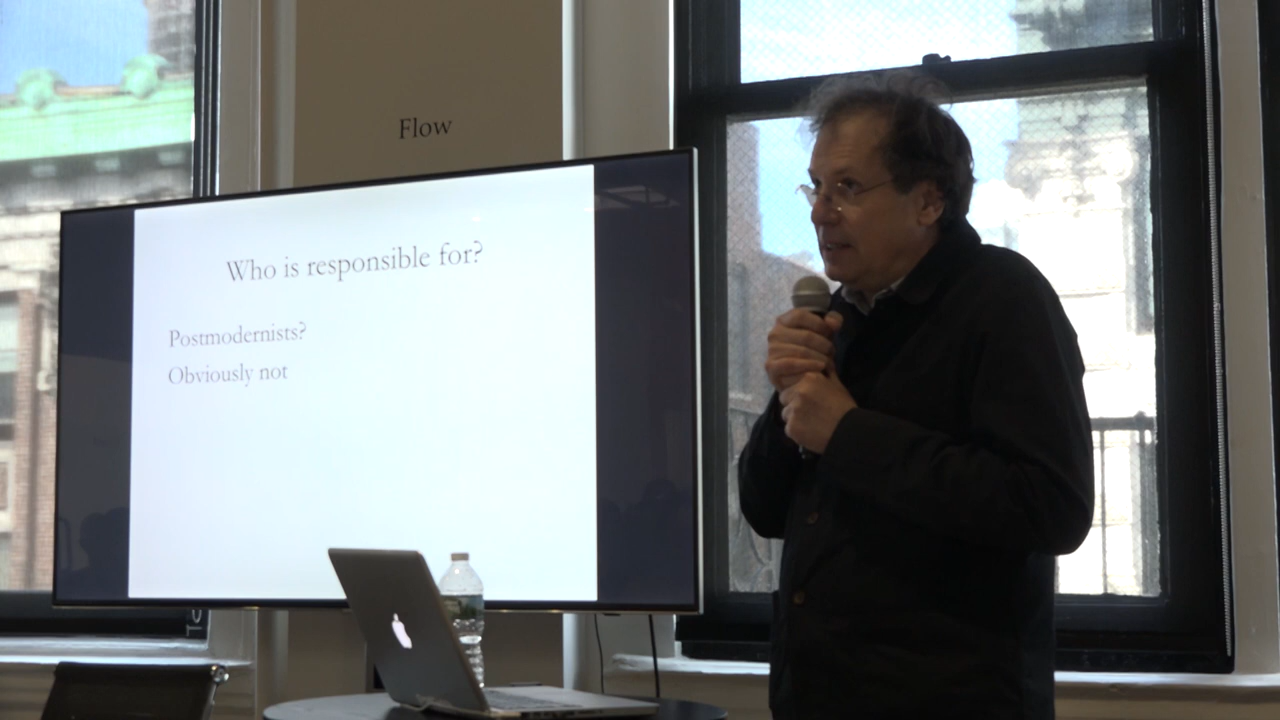 Flow
Who is responsible for?
Postmodernists?
Obviously not